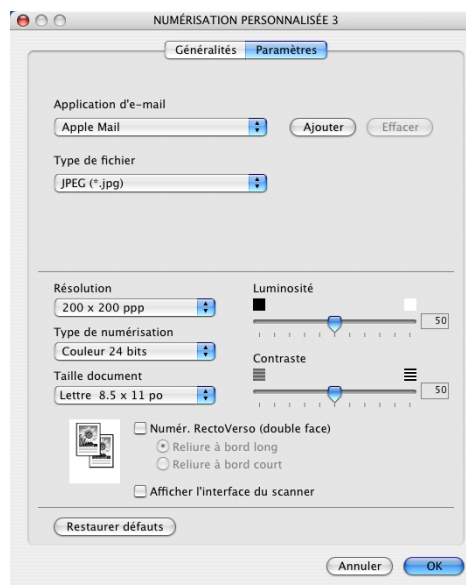 NUMÉRISATION PERSONNALISÉE 3
Généralités Paramètres
Application d'e-mail
Apple Mail Ajouter Effacer
Type de fichier
JPEG (*.jpg)
Résolution Luminosité
200 x 200 ppp
50
Type de numérisation
Couleur 24 bits
Contraste
Taille document
Lettre 8.5 x 11 po 50
Numér. RectoVerso (double face)
Reliure à bord long
Reliure à bord court
Afficher l'interface du scanner
Restaurer défauts
Annuler OK